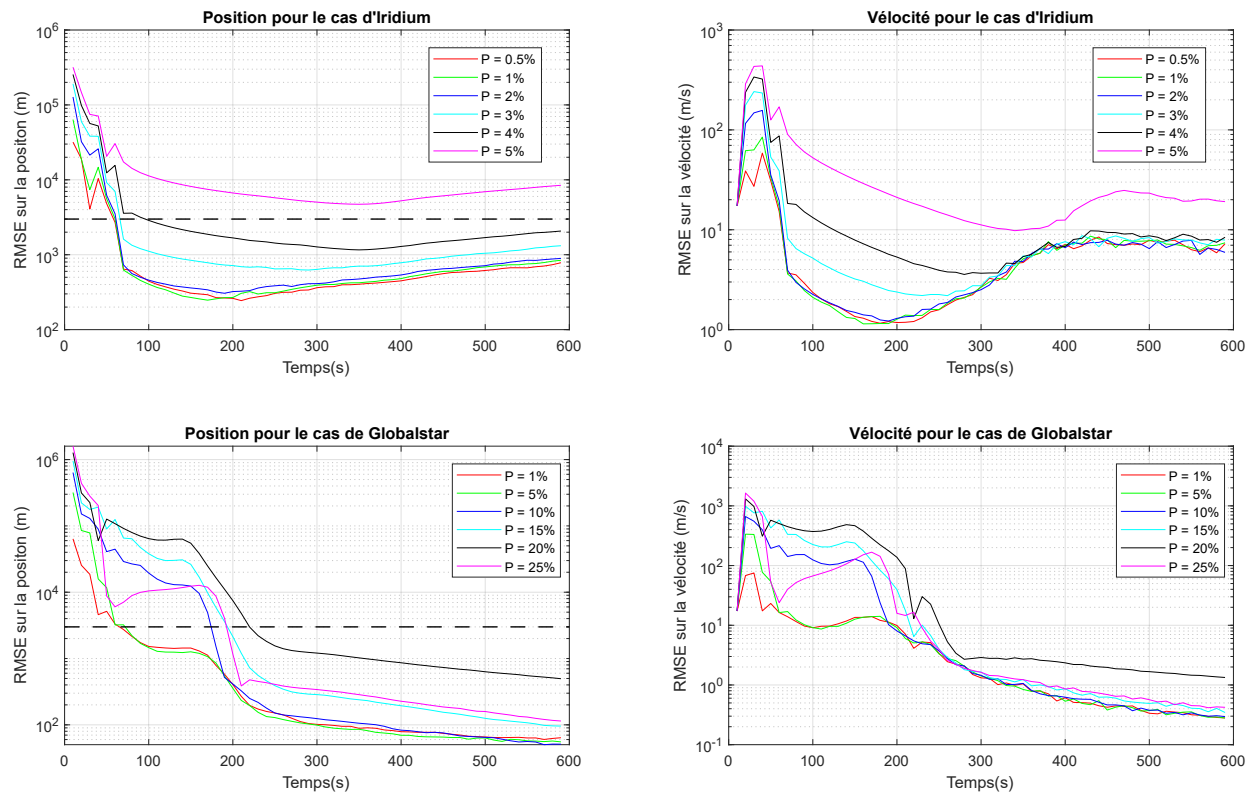 Position pour le cas d'Iridium
RMSE sur la positon (m)
10^6
10^5
10^4
10^3
10^2
0 100 200 300 400 500 600
Temps(s)
P = 0.5%
P = 1%
P = 2%
P = 3%
P = 4%
P = 5%
Vélocité pour le cas d'Iridium
RMSE sur la vélocité (m/s)
10^3
10^2
10^1
10^0
0 100 200 300 400 500 600
Temps(s)
P = 0.5%
P = 1%
P = 2%
P = 3%
P = 4%
P = 5%
Position pour le cas de Globalstar
RMSE sur la positon (m)
10^6
10^4
10^2
0 100 200 300 400 500 600
Temps(s)
P = 1%
P = 5%
P = 10%
P = 15%
P = 20%
P = 25%
Vélocité pour le cas de Globalstar
RMSE sur la vélocité (m/s)
10^4
10^3
10^2
10^1
10^0
10^-1
0 100 200 300 400 500 600
Temps(s)
P = 1%
P = 5%
P = 10%
P = 15%
P = 20%
P = 25%